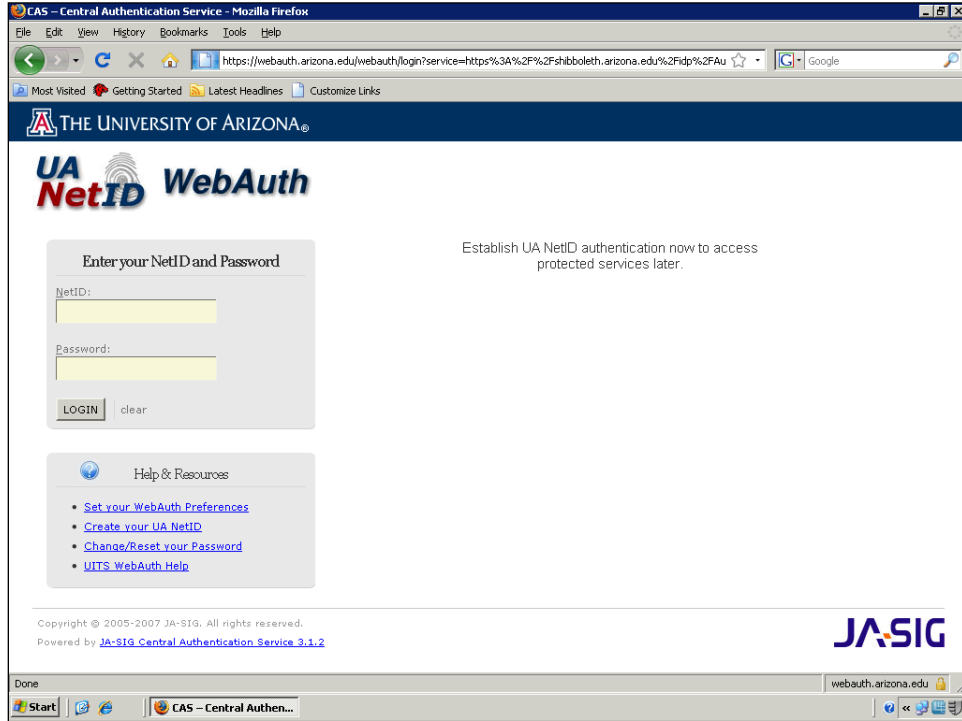 CAS – Central Authentication Service - Mozilla Firefox
File Edit View History Bookmarks Tools Help
https://webauth.arizona.edu/webauth/login?service=https%3A%2F%2Fshibboleth.arizona.edu%2Fidp%2FAu
G Google
Most Visited Getting Started Latest Headlines Customize Links
A THE UNIVERSITY OF ARIZONA®
UA
NetID WebAuth
Enter your NetID and Password
NetID:
Password:
LOGIN clear
Establish UA NetID authentication now to access
protected services later.
? Help & Resources
• Set your WebAuth Preferences
• Create your UA NetID
• Change/Reset your Password
• UITS WebAuth Help
Copyright © 2005-2007 JA-SIG. All rights reserved.
Powered by JA-SIG Central Authentication Service 3.1.2
JA-SIG
Done
webauth.arizona.edu
Start
CAS – Central Authen...